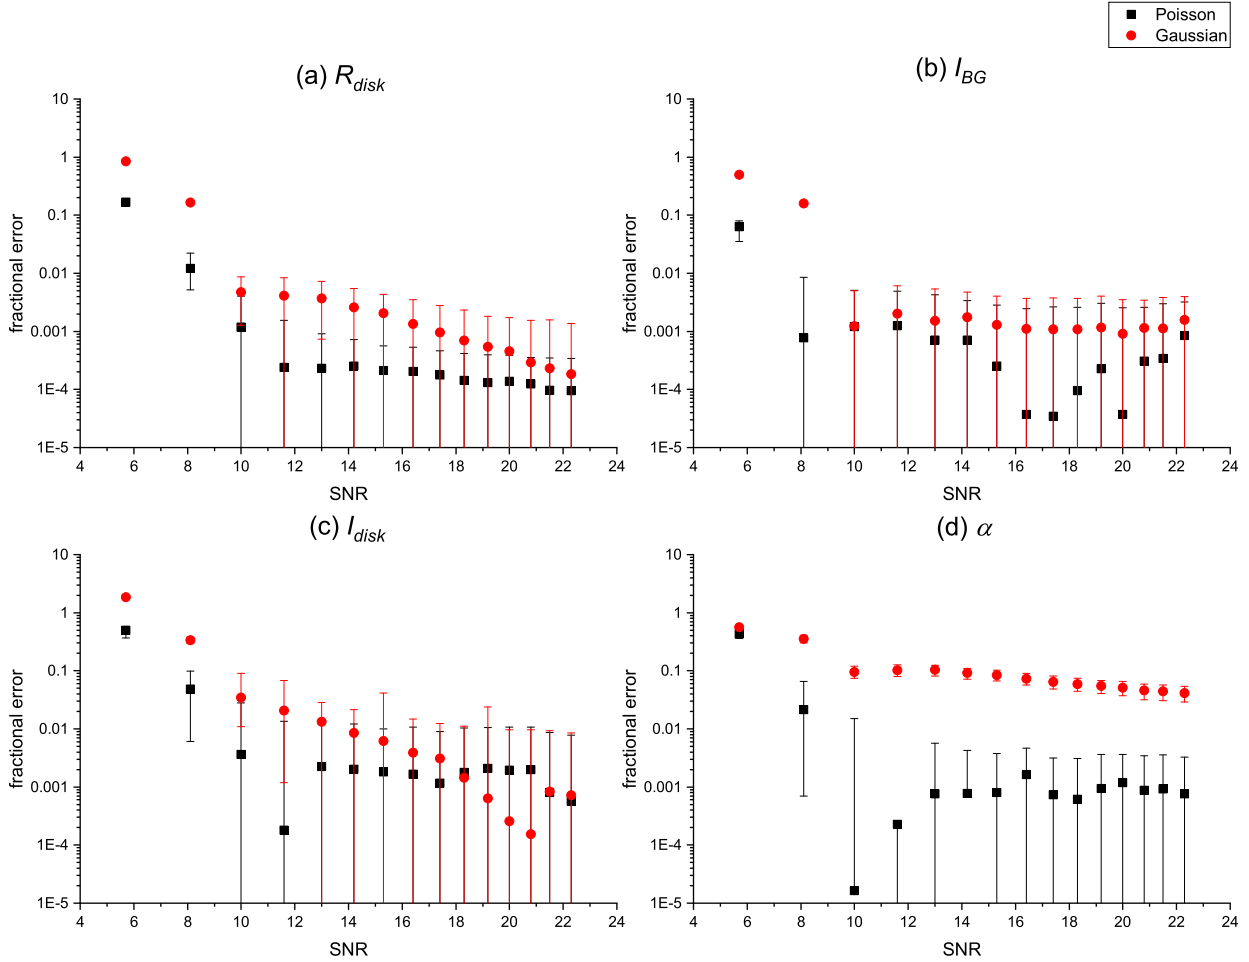 Poisson
Gaussian
(a) R_disk
10
1
0.1
0.01
0.001
1E-4
1E-5
fractional error
4 6 8 10 12 14 16 18 20 22 24
SNR
(b) I_BG
10
1
0.1
0.01
0.001
1E-4
1E-5
fractional error
4 6 8 10 12 14 16 18 20 22 24
SNR
(c) I_disk
10
1
0.1
0.01
0.001
1E-4
1E-5
fractional error
4 6 8 10 12 14 16 18 20 22 24
SNR
(d) α
10
1
0.1
0.01
0.001
1E-4
1E-5
fractional error
4 6 8 10 12 14 16 18 20 22 24
SNR